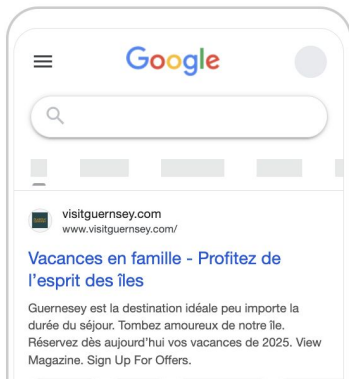 Google
visitguernsey.com
www.visitguernsey.com/
Vacances en famille - Profitez de
l'esprit des îles
Guernesey est la destination idéale peu importe la
durée du séjour. Tombez amoureux de notre île.
Réservez dès aujourd'hui vos vacances de 2025. View
Magazine. Sign Up For Offers.